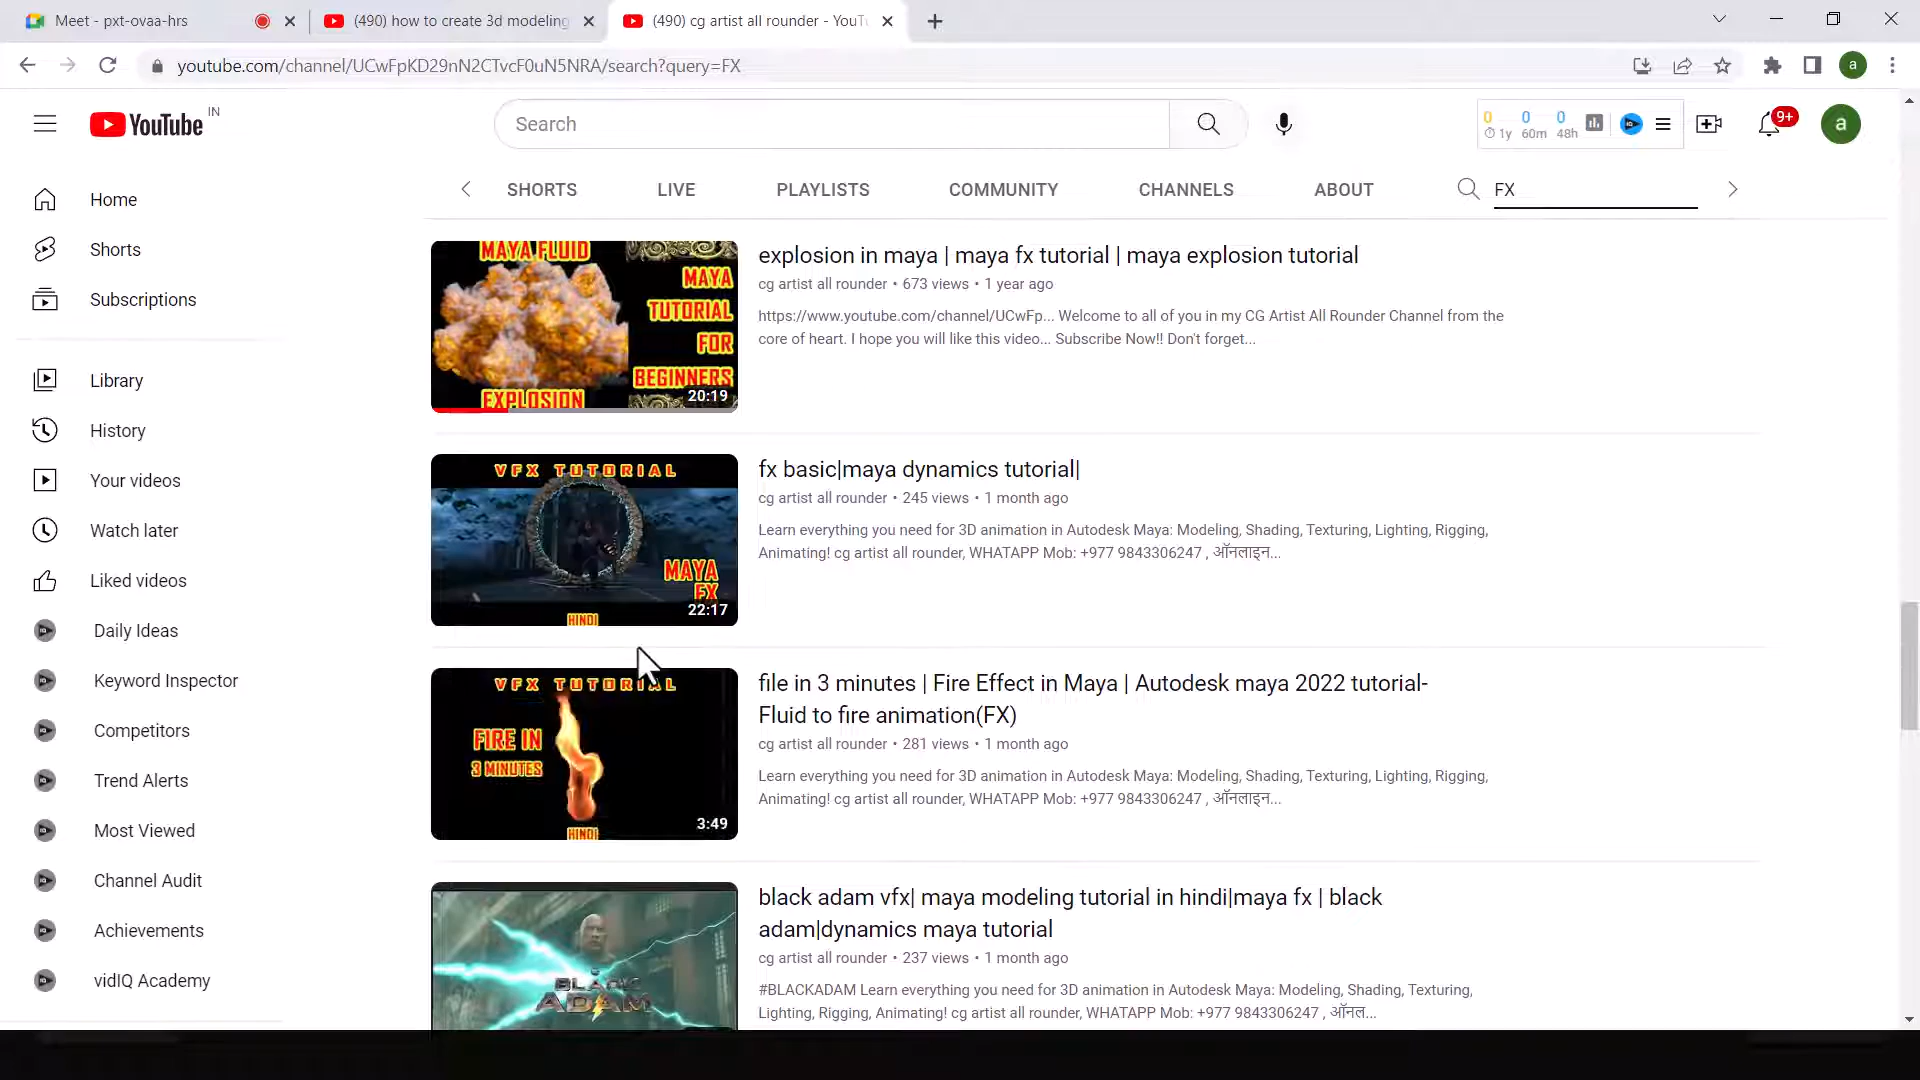 Meet - pxt-ovaa-hrs
(490) how to create 3d modeling
(490) cg artist all rounder - YouTu
youtube.com/channel/UCwFpKD29nN2CTvcF0uN5NRA/search?query=FX
a
YouTube IN
Search
0 0 0
1y 60m 48h
9+
a
SHORTS LIVE PLAYLISTS COMMUNITY CHANNELS ABOUT FX
Home
Shorts
Subscriptions
Library
History
Your videos
Watch later
Liked videos
Daily Ideas
Keyword Inspector
Competitors
Trend Alerts
Most Viewed
Channel Audit
Achievements
vidIQ Academy
MAYA FLUID
MAYA
TUTORIAL
FOR
BEGINNERS
EXPLOSION
20:19
explosion in maya | maya fx tutorial | maya explosion tutorial
cg artist all rounder • 673 views • 1 year ago
https://www.youtube.com/channel/UCwFp... Welcome to all of you in my CG Artist All Rounder Channel from the
core of heart. I hope you will like this video... Subscribe Now!! Don't forget...
VFX TUTORIAL
MAYA
FX
HINDI
22:17
fx basic|maya dynamics tutorial|
cg artist all rounder • 245 views • 1 month ago
Learn everything you need for 3D animation in Autodesk Maya: Modeling, Shading, Texturing, Lighting, Rigging,
Animating! cg artist all rounder, WHATAPP Mob: +977 9843306247 , ऑनलाइन...
VFX TUTORIAL
FIRE IN
3 MINUTES
HINDI
3:49
file in 3 minutes | Fire Effect in Maya | Autodesk maya 2022 tutorial-
Fluid to fire animation(FX)
cg artist all rounder • 281 views • 1 month ago
Learn everything you need for 3D animation in Autodesk Maya: Modeling, Shading, Texturing, Lighting, Rigging,
Animating! cg artist all rounder, WHATAPP Mob: +977 9843306247 , ऑनलाइन...
BLACK
ADAM
black adam vfx| maya modeling tutorial in hindi|maya fx | black
adam|dynamics maya tutorial
cg artist all rounder • 237 views • 1 month ago
#BLACKADAM Learn everything you need for 3D animation in Autodesk Maya: Modeling, Shading, Texturing,
Lighting, Rigging, Animating! cg artist all rounder, WHATAPP Mob: +977 9843306247 , ऑनल...